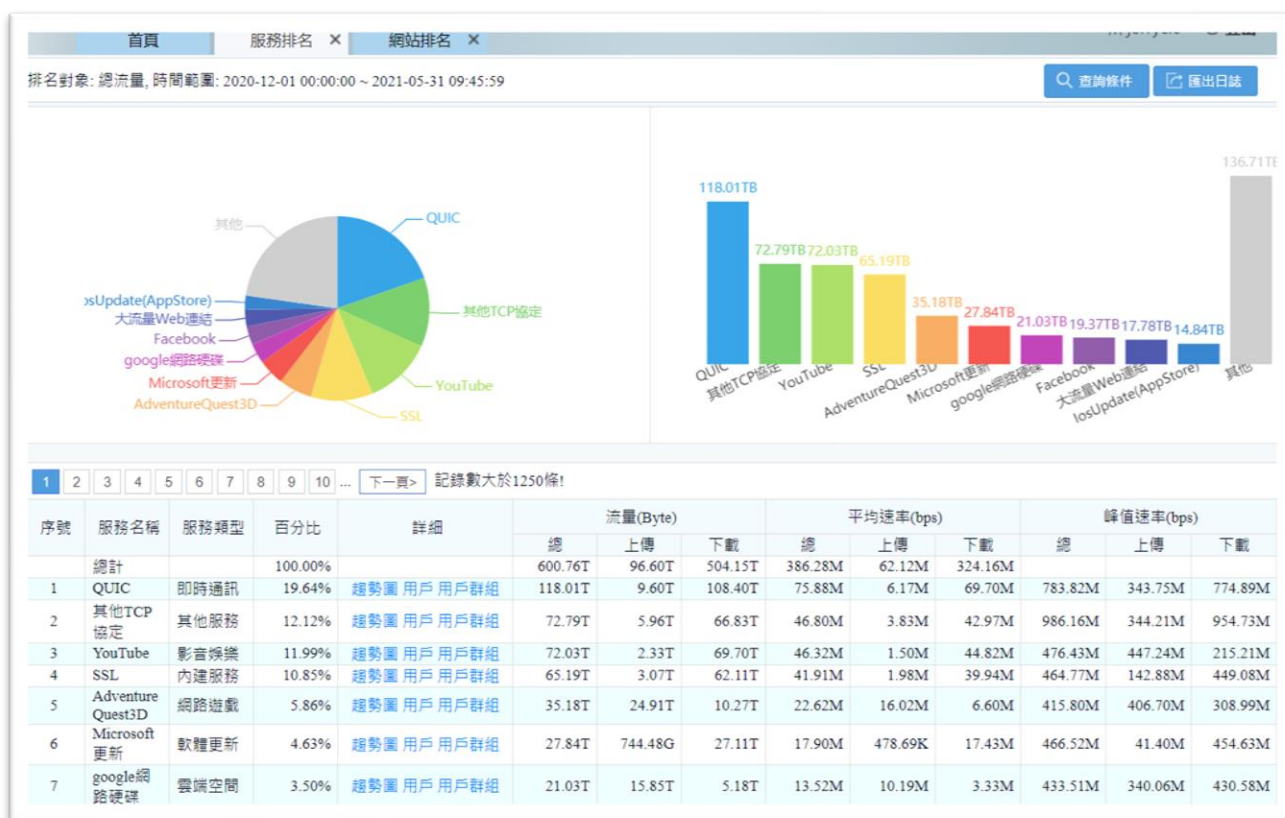 首頁 服務排名 × 網站排名 ×
排名對象: 總流量, 時間範圍: 2020-12-01 00:00:00 ~ 2021-05-31 09:45:59 查詢條件 匯出日誌
其他
QUIC
osUpdate(AppStore)
其他TCP協定
大流量Web連結
Facebook
google網路硬碟
Microsoft更新
YouTube
AdventureQuest3D
SSL
136.71TB
118.01TB
72.79TB 72.03TB
65.19TB
35.18TB
27.84TB
21.03TB 19.37TB 17.78TB 14.84TB
QUIC 其他TCP協定 YouTube SSL AdventureQuest3D Microsoft更新 google網路硬碟 Facebook 大流量Web連結 IosUpdate(AppStore) 其他
1 2 3 4 5 6 7 8 9 10 ... 下一頁> 記錄數大於1250條!
序號 服務名稱 服務類型 百分比 詳細 流量(Byte) 平均速率(bps) 峰值速率(bps)
總 上傳 下載 總 上傳 下載 總 上傳 下載
總計 100.00% 600.76T 96.60T 504.15T 386.28M 62.12M 324.16M
1 QUIC 即時通訊 19.64% 趨勢圖 用戶 用戶群組 118.01T 9.60T 108.40T 75.88M 6.17M 69.70M 783.82M 343.75M 774.89M
2 其他TCP協定 其他服務 12.12% 趨勢圖 用戶 用戶群組 72.79T 5.96T 66.83T 46.80M 3.83M 42.97M 986.16M 344.21M 954.73M
3 YouTube 影音娛樂 11.99% 趨勢圖 用戶 用戶群組 72.03T 2.33T 69.70T 46.32M 1.50M 44.82M 476.43M 447.24M 215.21M
4 SSL 內建服務 10.85% 趨勢圖 用戶 用戶群組 65.19T 3.07T 62.11T 41.91M 1.98M 39.94M 464.77M 142.88M 449.08M
5 Adventure Quest3D 網路遊戲 5.86% 趨勢圖 用戶 用戶群組 35.18T 24.91T 10.27T 22.62M 16.02M 6.60M 415.80M 406.70M 308.99M
6 Microsoft更新 軟體更新 4.63% 趨勢圖 用戶 用戶群組 27.84T 744.48G 27.11T 17.90M 478.69K 17.43M 466.52M 41.40M 454.63M
7 google網路硬碟 雲端空間 3.50% 趨勢圖 用戶 用戶群組 21.03T 15.85T 5.18T 13.52M 10.19M 3.33M 433.51M 340.06M 430.58M